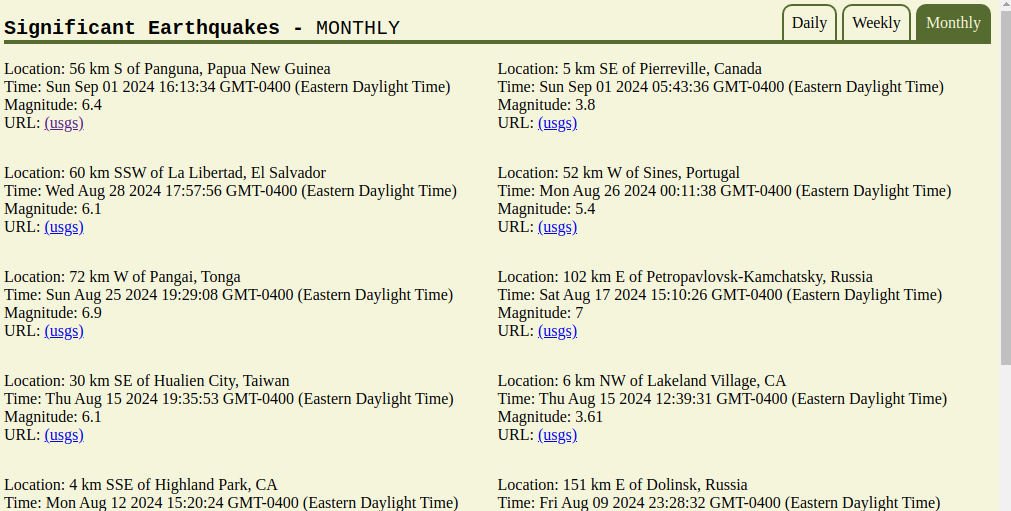 Significant Earthquakes - MONTHLY
Daily
Weekly
Monthly
Location: 56 km S of Panguna, Papua New Guinea
Time: Sun Sep 01 2024 16:13:34 GMT-0400 (Eastern Daylight Time)
Magnitude: 6.4
URL: (usgs)
Location: 5 km SE of Pierreville, Canada
Time: Sun Sep 01 2024 05:43:36 GMT-0400 (Eastern Daylight Time)
Magnitude: 3.8
URL: (usgs)
Location: 60 km SSW of La Libertad, El Salvador
Time: Wed Aug 28 2024 17:57:56 GMT-0400 (Eastern Daylight Time)
Magnitude: 6.1
URL: (usgs)
Location: 52 km W of Sines, Portugal
Time: Mon Aug 26 2024 00:11:38 GMT-0400 (Eastern Daylight Time)
Magnitude: 5.4
URL: (usgs)
Location: 72 km W of Pangai, Tonga
Time: Sun Aug 25 2024 19:29:08 GMT-0400 (Eastern Daylight Time)
Magnitude: 6.9
URL: (usgs)
Location: 102 km E of Petropavlovsk-Kamchatsky, Russia
Time: Sat Aug 17 2024 15:10:26 GMT-0400 (Eastern Daylight Time)
Magnitude: 7
URL: (usgs)
Location: 30 km SE of Hualien City, Taiwan
Time: Thu Aug 15 2024 19:35:53 GMT-0400 (Eastern Daylight Time)
Magnitude: 6.1
URL: (usgs)
Location: 6 km NW of Lakeland Village, CA
Time: Thu Aug 15 2024 12:39:31 GMT-0400 (Eastern Daylight Time)
Magnitude: 3.61
URL: (usgs)
Location: 4 km SSE of Highland Park, CA
Time: Mon Aug 12 2024 15:20:24 GMT-0400 (Eastern Daylight Time)
Location: 151 km E of Dolinsk, Russia
Time: Fri Aug 09 2024 23:28:32 GMT-0400 (Eastern Daylight Time)